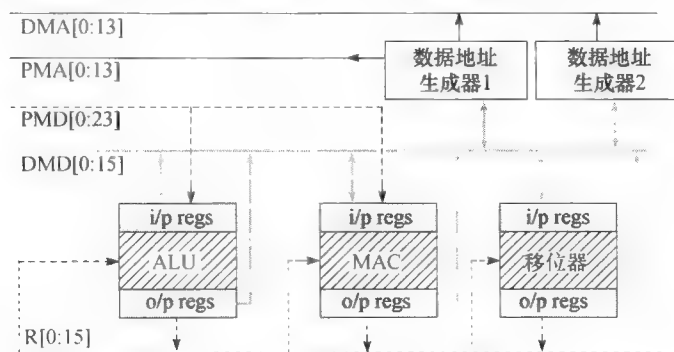 DMA[0:13]
PMA[0:13]
数据地址
生成器1
数据地址
生成器2
PMD[0:23]
DMD[0:15]
i/p regs
ALU
o/p regs
i/p regs
MAC
o/p regs
i/p regs
移位器
o/p regs
R[0:15]